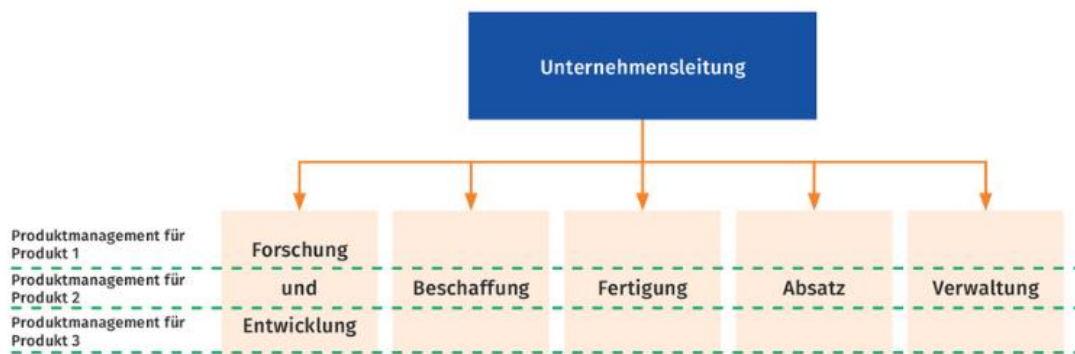 Unternehmensleitung
Produktmanagement für
Produkt 1
Forschung
Produktmanagement für
Produkt 2
und
Beschaffung
Fertigung
Absatz
Verwaltung
Produktmanagement für
Produkt 3
Entwicklung